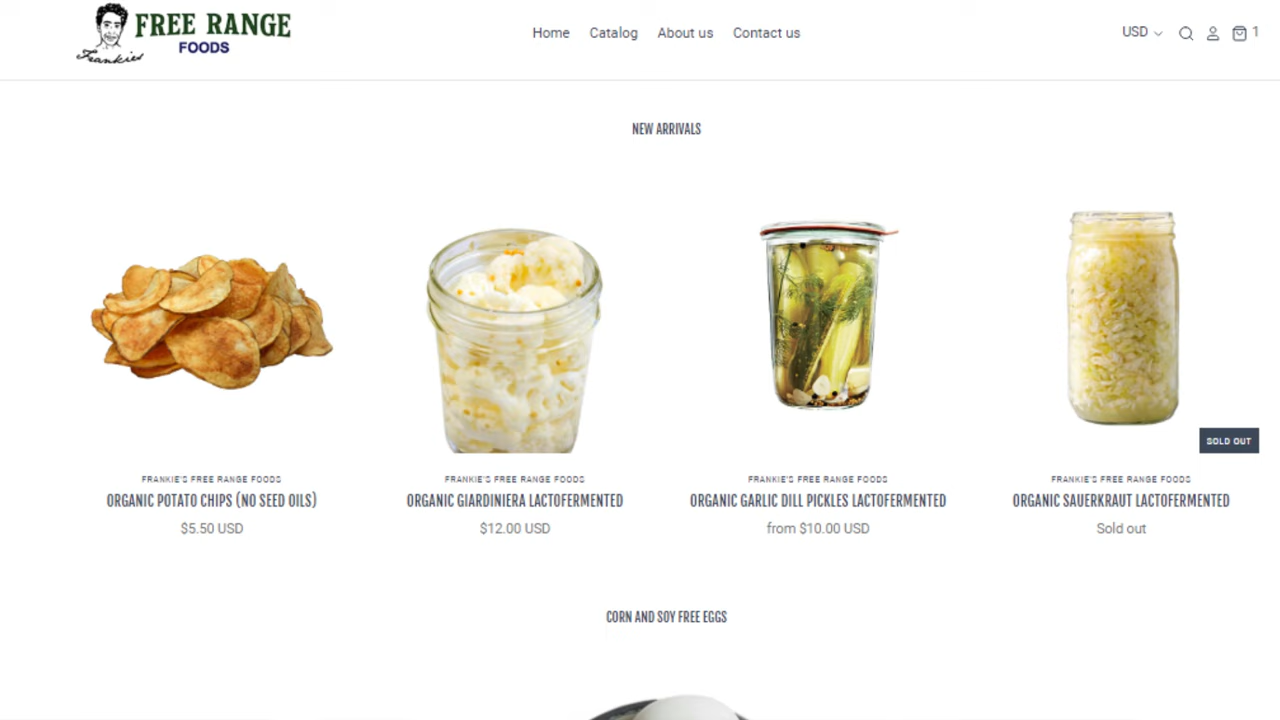 FREE RANGE
FOODS
Frankies
Home
Catalog
About us
Contact us
USD
1
NEW ARRIVALS
SOLD OUT
FRANKIE'S FREE RANGE FOODS
ORGANIC POTATO CHIPS (NO SEED OILS)
$5.50 USD
FRANKIE'S FREE RANGE FOODS
ORGANIC GIARDINIERA LACTOFERMENTED
$12.00 USD
FRANKIE'S FREE RANGE FOODS
ORGANIC GARLIC DILL PICKLES LACTOFERMENTED
from $10.00 USD
FRANKIE'S FREE RANGE FOODS
ORGANIC SAUERKRAUT LACTOFERMENTED
Sold out
CORN AND SOY FREE EGGS